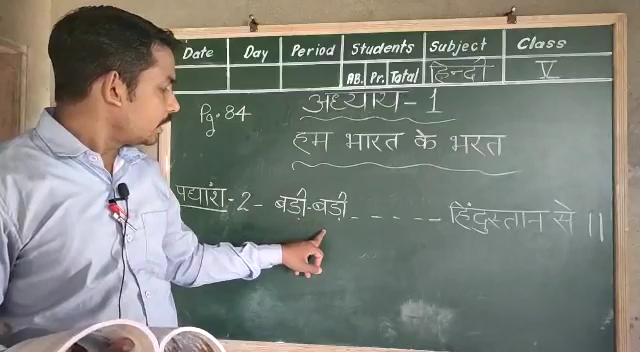 Date Day Period Students Subject Class
AB. Pr. Total हिन्दी V
Pg. 84 अध्याय - 1
हम भारत के भरत
पद्यांश - 2 - बड़ी-बड़ी - - - - - हिंदुस्तान से ||